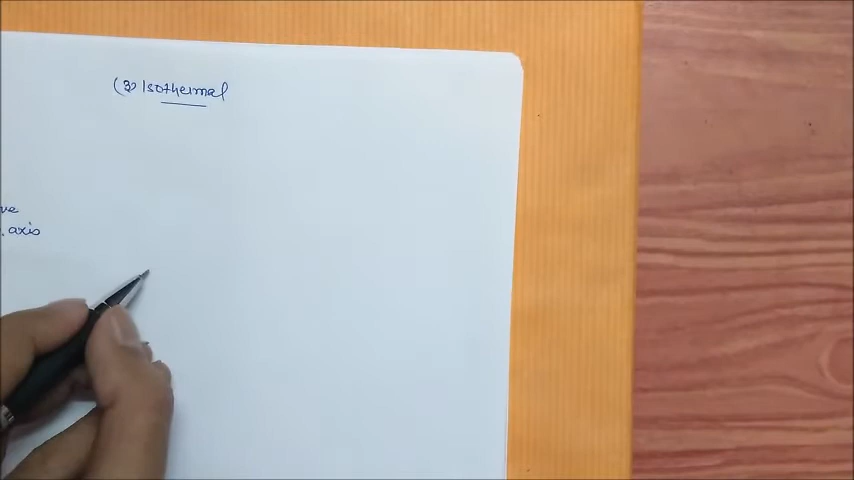 (3) Isothermal
ve
. axis